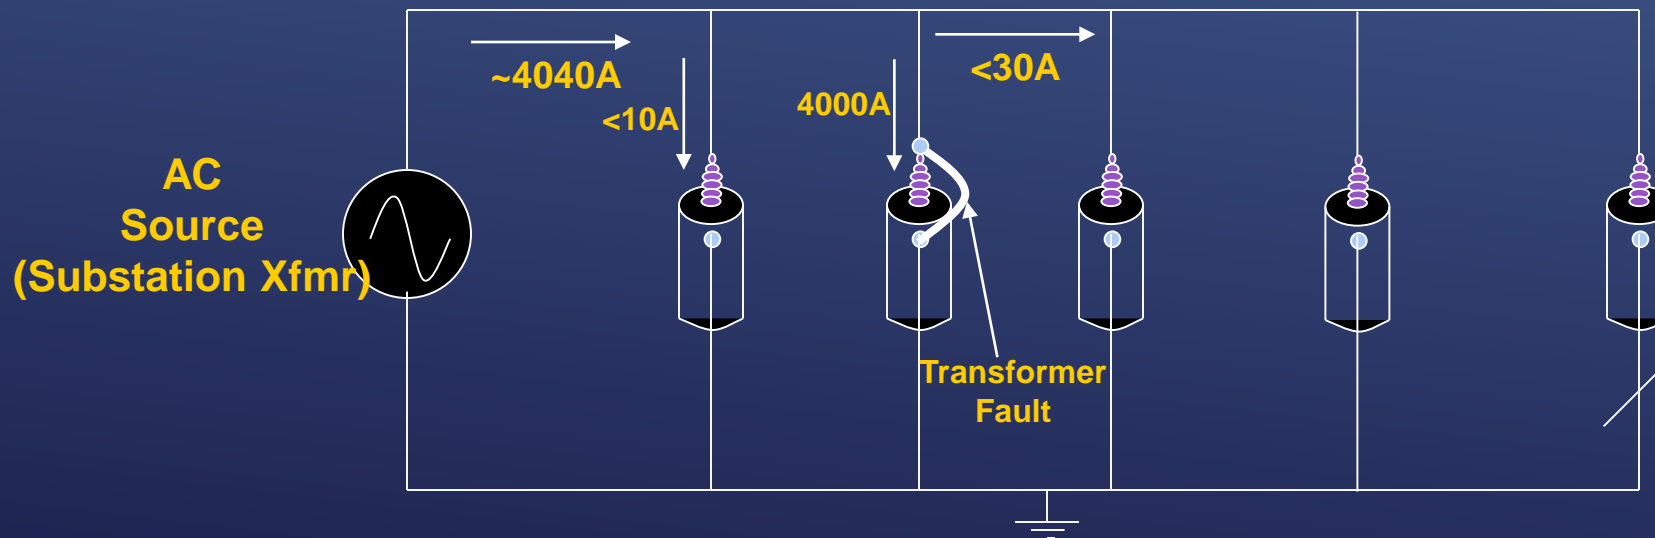 ~4040A
<10A
4000A
<30A
AC
Source
(Substation Xfmr)
Transformer
Fault